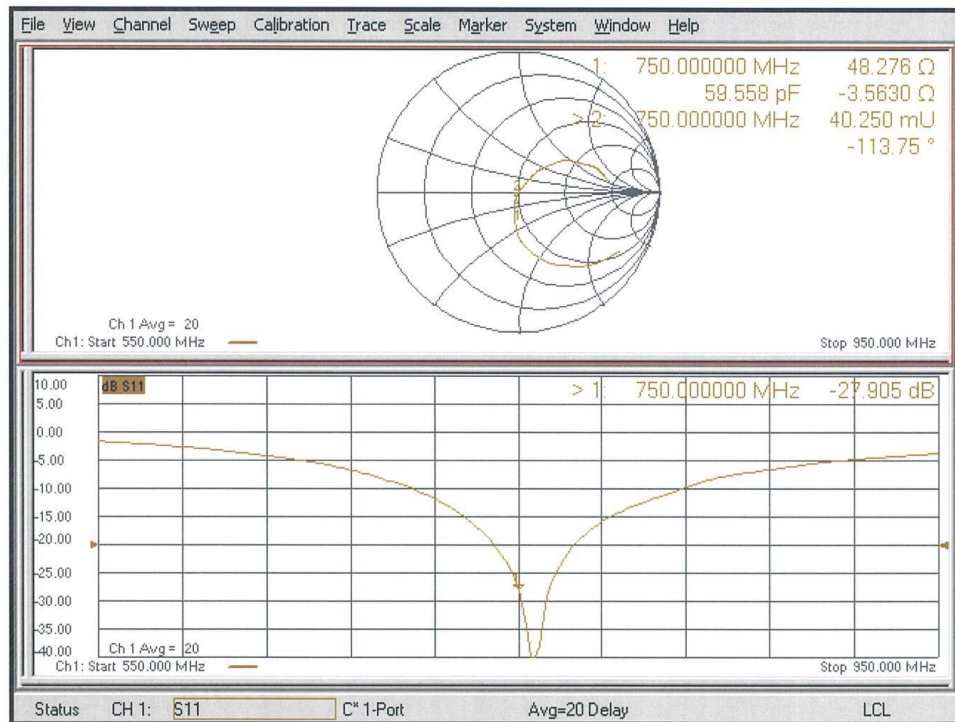 File View Channel Sweep Calibration Trace Scale Marker System Window Help
1: 750.000000 MHz 48.276 Ω
59.558 pF -3.5630 Ω
> 2: 750.000000 MHz 40.250 mU
-113.75 °
Ch 1 Avg = 20
Ch1: Start 550.000 MHz
Stop 950.000 MHz
dB S11
> 1: 750.000000 MHz -27.905 dB
10.00
5.00
0.00
-5.00
-10.00
-15.00
-20.00
-25.00
-30.00
-35.00
-40.00
Ch 1 Avg = 20
Ch1: Start 550.000 MHz
Stop 950.000 MHz
Status CH 1: S11 C* 1-Port Avg=20 Delay LCL